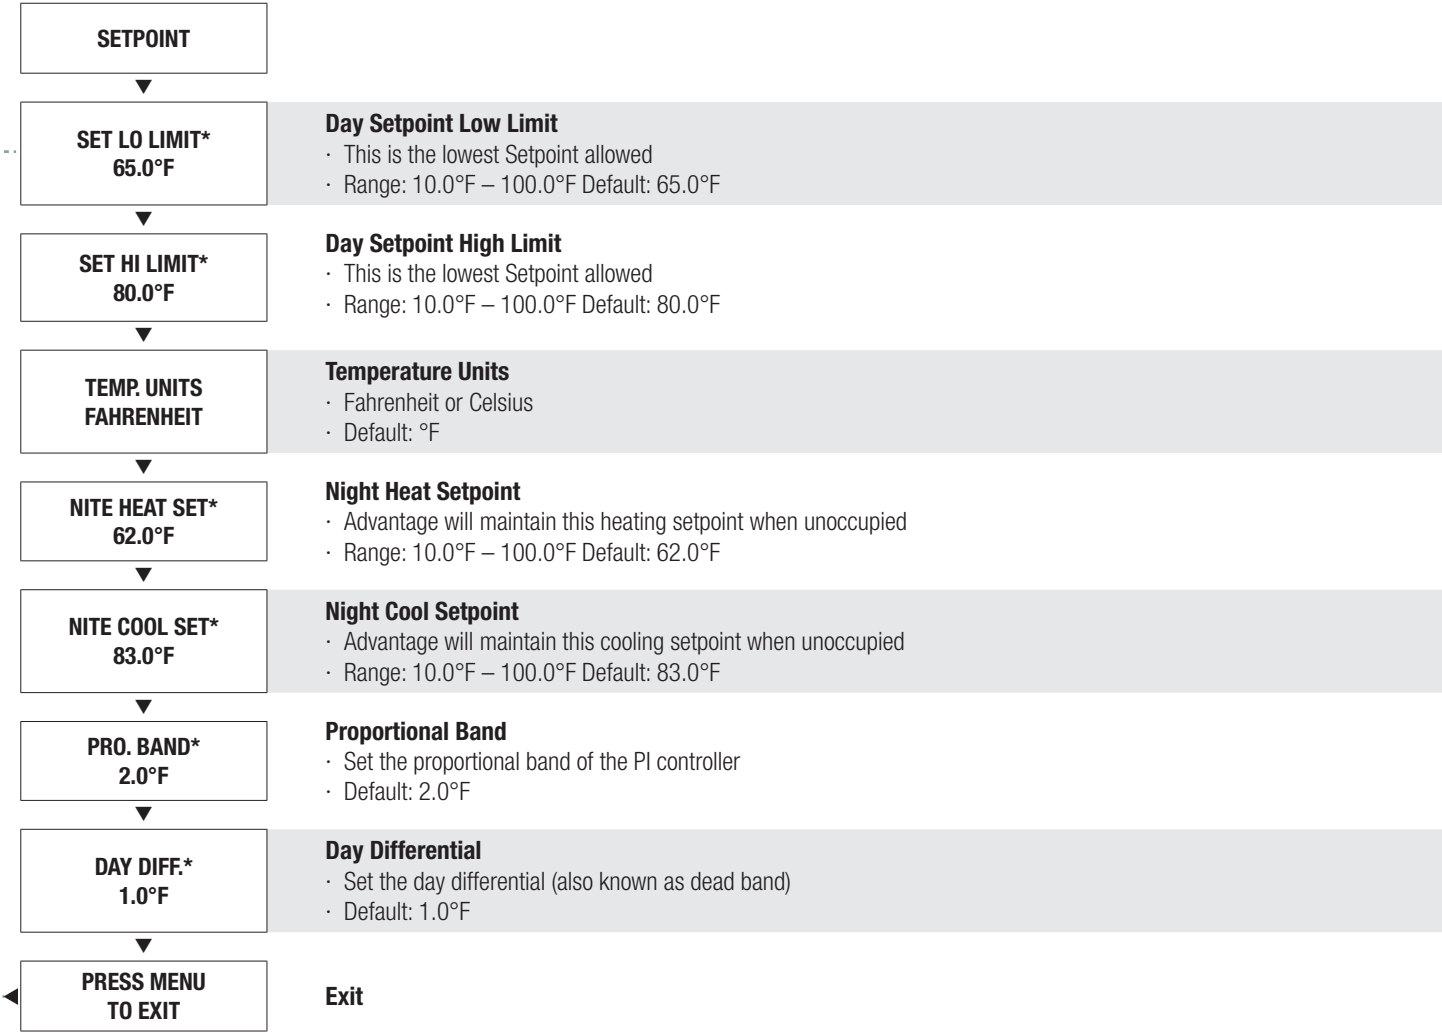 SETPOINT
SET LO LIMIT*
65.0°F
Day Setpoint Low Limit
· This is the lowest Setpoint allowed
· Range: 10.0°F – 100.0°F Default: 65.0°F
SET HI LIMIT*
80.0°F
Day Setpoint High Limit
· This is the lowest Setpoint allowed
· Range: 10.0°F – 100.0°F Default: 80.0°F
TEMP. UNITS
FAHRENHEIT
Temperature Units
· Fahrenheit or Celsius
· Default: °F
NITE HEAT SET*
62.0°F
Night Heat Setpoint
· Advantage will maintain this heating setpoint when unoccupied
· Range: 10.0°F – 100.0°F Default: 62.0°F
NITE COOL SET*
83.0°F
Night Cool Setpoint
· Advantage will maintain this cooling setpoint when unoccupied
· Range: 10.0°F – 100.0°F Default: 83.0°F
PRO. BAND*
2.0°F
Proportional Band
· Set the proportional band of the PI controller
· Default: 2.0°F
DAY DIFF.*
1.0°F
Day Differential
· Set the day differential (also known as dead band)
· Default: 1.0°F
PRESS MENU
TO EXIT
Exit